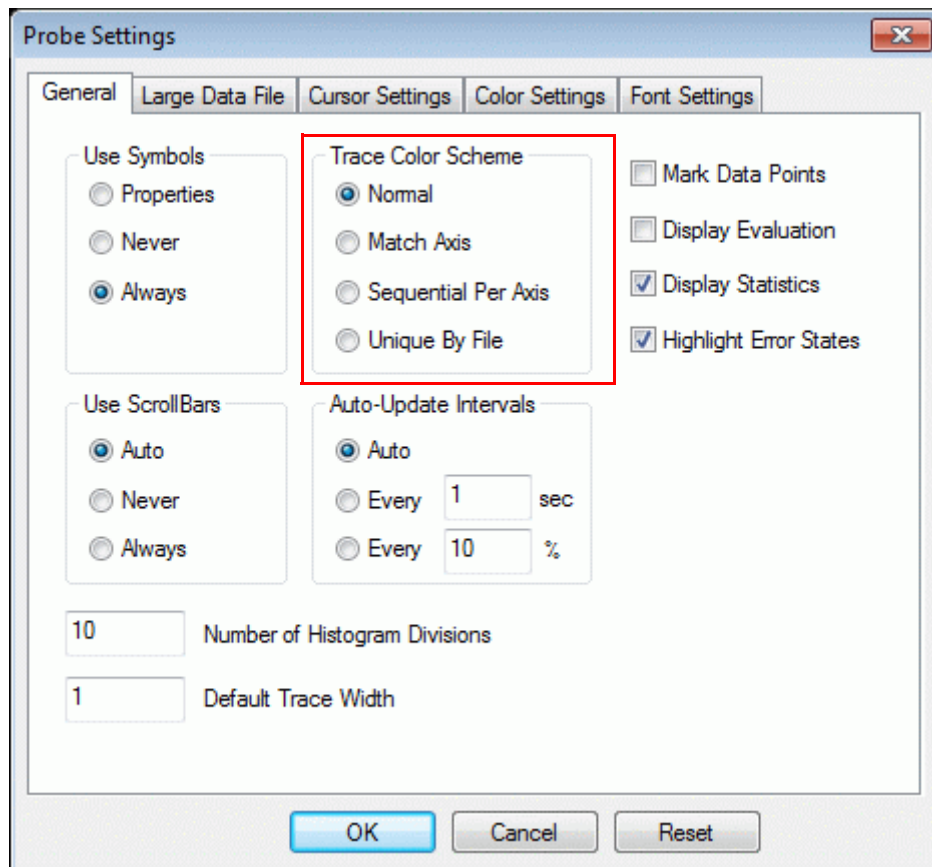 Probe Settings
General
Large Data File
Cursor Settings
Color Settings
Font Settings
Use Symbols
Properties
Never
Always
Trace Color Scheme
Normal
Match Axis
Sequential Per Axis
Unique By File
Mark Data Points
Display Evaluation
Display Statistics
Highlight Error States
Use ScrollBars
Auto
Never
Always
Auto-Update Intervals
Auto
Every 1 sec
Every 10 %
10 Number of Histogram Divisions
1 Default Trace Width
OK
Cancel
Reset